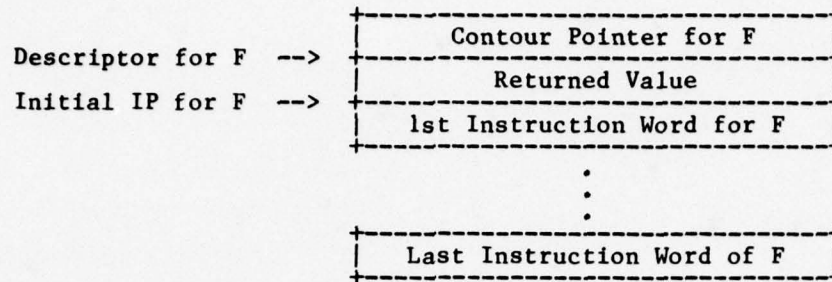 Contour Pointer for F
Descriptor for F -->
Returned Value
Initial IP for F -->
1st Instruction Word for F
.
.
.
Last Instruction Word of F